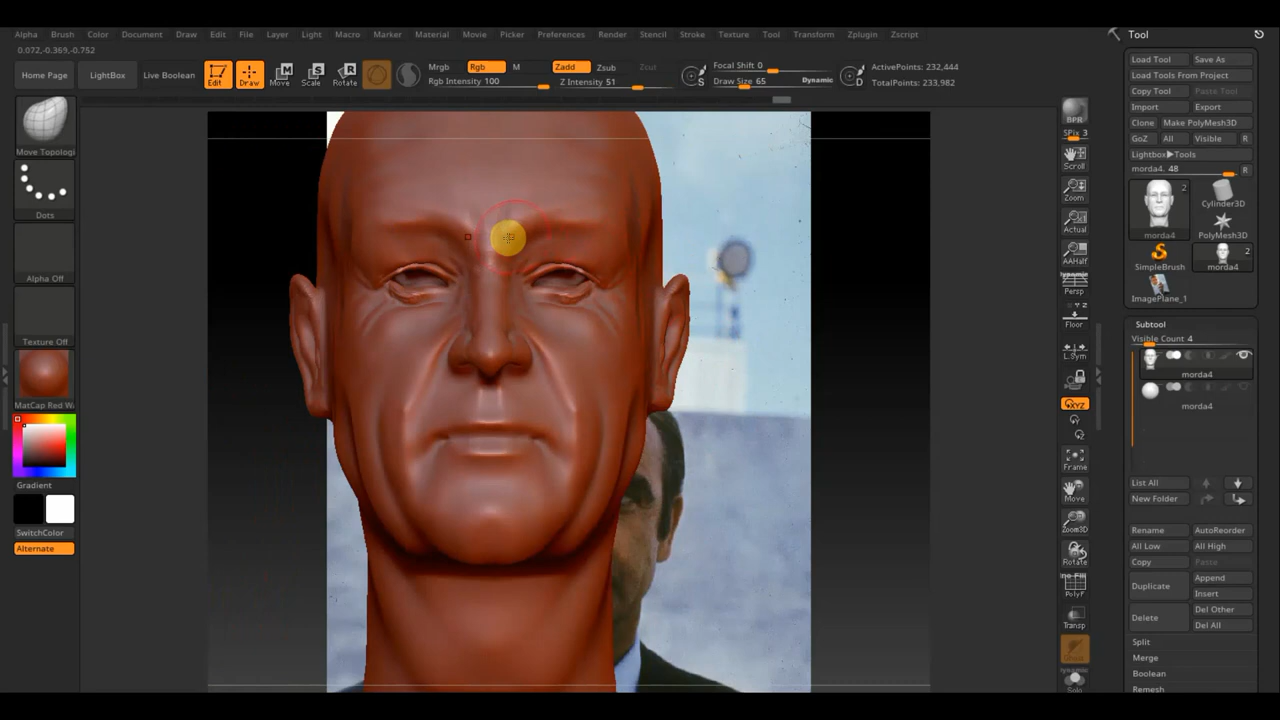 Alpha Brush Color Document Draw Edit File Layer Light Macro Marker Material Movie Picker Preferences Render Stencil Stroke Texture Tool Transform Zplugin Zscript
Tool
0.072,-0.369,-0.752
Home Page
LightBox
Live Boolean
Edit
Draw
Move
Scale
Rotate
Mrgb
Rgb
M
Rgb Intensity 100
Zadd
Zsub
Zcut
Z Intensity 51
Focal Shift 0
Draw Size 65
Dynamic
ActivePoints: 232,444
TotalPoints: 233,982
Load Tool
Save As
Load Tools From Project
Copy Tool
Paste Tool
Import
Export
Clone
Make PolyMesh3D
GoZ
All
Visible
R
Lightbox▶Tools
morda4. 48
R
2
morda4
Cylinder3D
PolyMesh3D
SimpleBrush
2
morda4
ImagePlane_1
Subtool
Visible Count 4
morda4
morda4
List All
New Folder
Rename
AutoReorder
All Low
All High
Copy
Paste
Duplicate
Append
Insert
Delete
Del Other
Del All
Split
Merge
Boolean
Remesh
Move Topologi
Dots
Alpha Off
Texture Off
MatCap Red W
Gradient
SwitchColor
Alternate
BPR
SPix 3
Scroll
Zoom
Actual
AAHalf
Dynamic
Persp
Floor
L.Sym
XYZ
Frame
Move
Zoom3D
Rotate
PolyF
Transp
Ghost
Dynamic
Solo